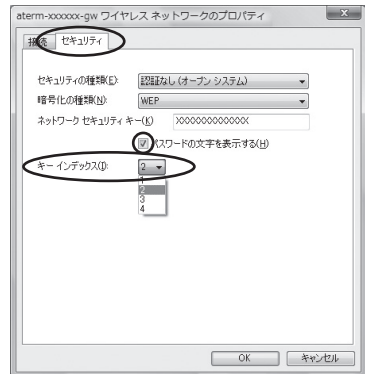 aterm-xxxxxx-gw ワイヤレス ネットワークのプロパティ
接続 セキュリティ
セキュリティの種類(E): 認証なし (オープン システム)
暗号化の種類(N): WEP
ネットワーク セキュリティ キー(K) XXXXXXXXXXXXX
パスワードの文字を表示する(H)
キー インデックス(I): 2
1
2
3
4
OK キャンセル